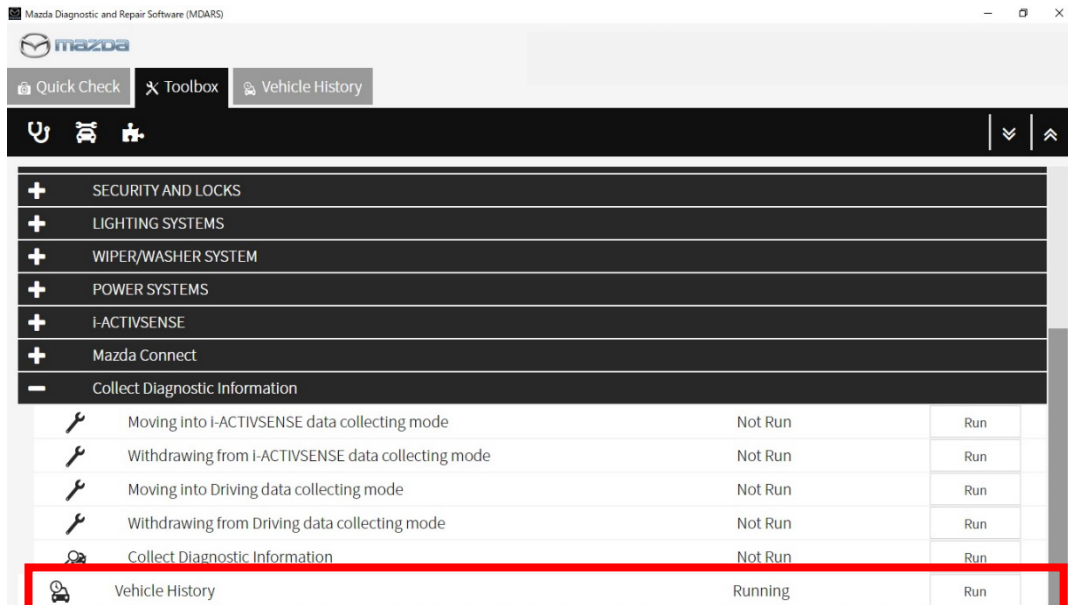 Mazda Diagnostic and Repair Software (MDARS)
mazda
Quick Check Toolbox Vehicle History
SECURITY AND LOCKS
LIGHTING SYSTEMS
WIPER/WASHER SYSTEM
POWER SYSTEMS
i-ACTIVSENSE
Mazda Connect
Collect Diagnostic Information
Moving into i-ACTIVSENSE data collecting mode Not Run Run
Withdrawing from i-ACTIVSENSE data collecting mode Not Run Run
Moving into Driving data collecting mode Not Run Run
Withdrawing from Driving data collecting mode Not Run Run
Collect Diagnostic Information Not Run Run
Vehicle History Running Run